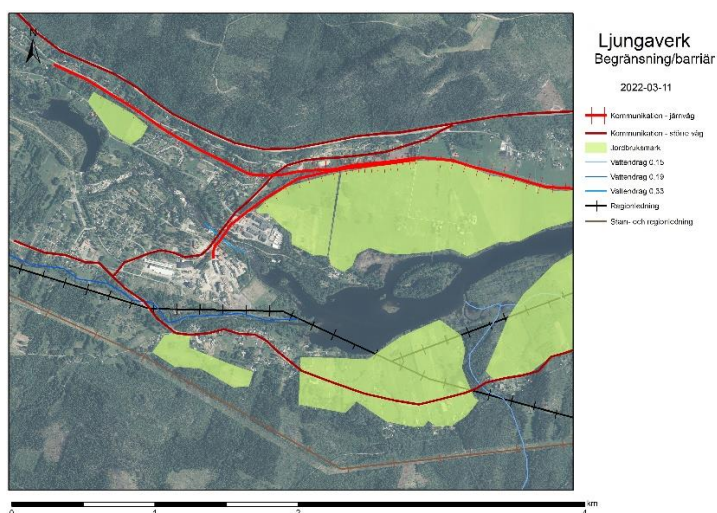 N
Ljungaverk
Begränsning/barriär
2022-03-11
Kommunikation - järnväg
Kommunikation - större väg
Jordbruksmark
Vattendrag 0.15
Vattendrag 0.19
Vattendrag 0.33
Regionledning
Stam- och regionledning
km
0 1 2 4